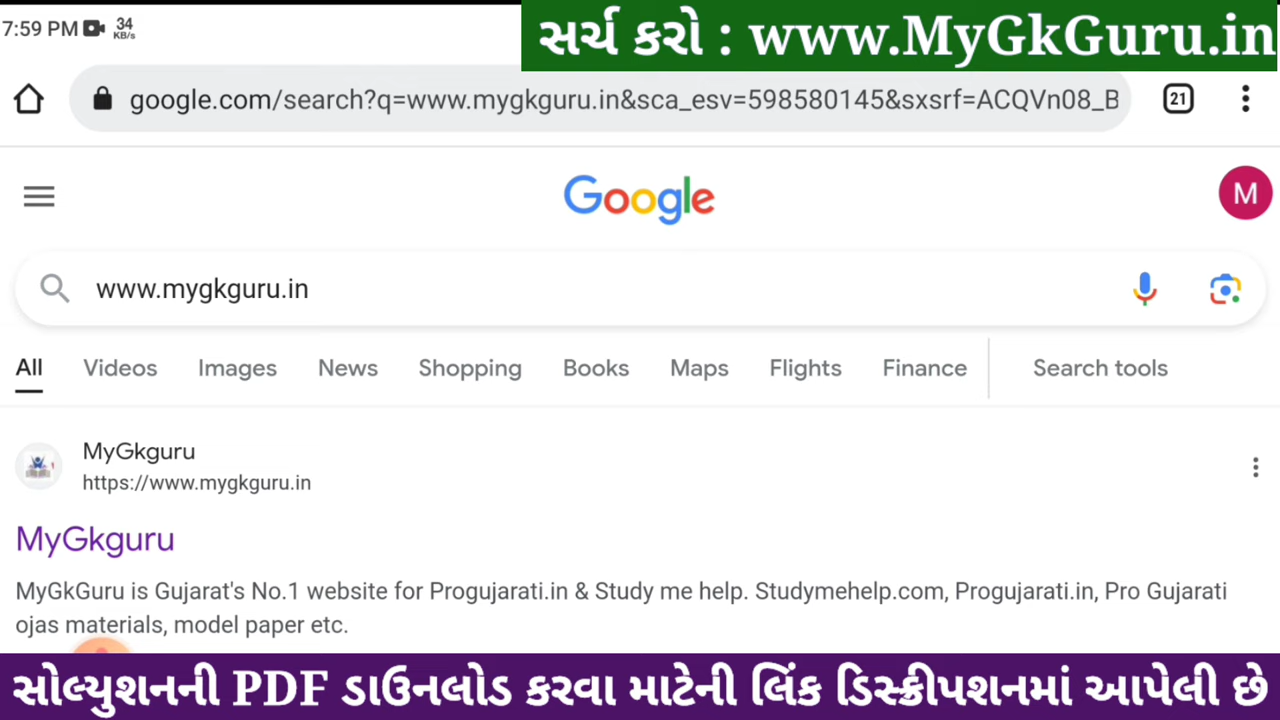 7:59 PM 34 KB/s
સર્ચ કરો : www.MyGkGuru.in
google.com/search?q=www.mygkguru.in&sca_esv=598580145&sxsrf=ACQVn08_B
21
Google
M
www.mygkguru.in
All Videos Images News Shopping Books Maps Flights Finance Search tools
MyGkguru
https://www.mygkguru.in
MyGkguru
MyGkGuru is Gujarat's No.1 website for Progujarati.in & Study me help. Studymehelp.com, Progujarati.in, Pro Gujarati
ojas materials, model paper etc.
સોલ્યુશનની PDF ડાઉનલોડ કરવા માટેની લિંક ડિસ્ક્રીપશનમાં આપેલી છે